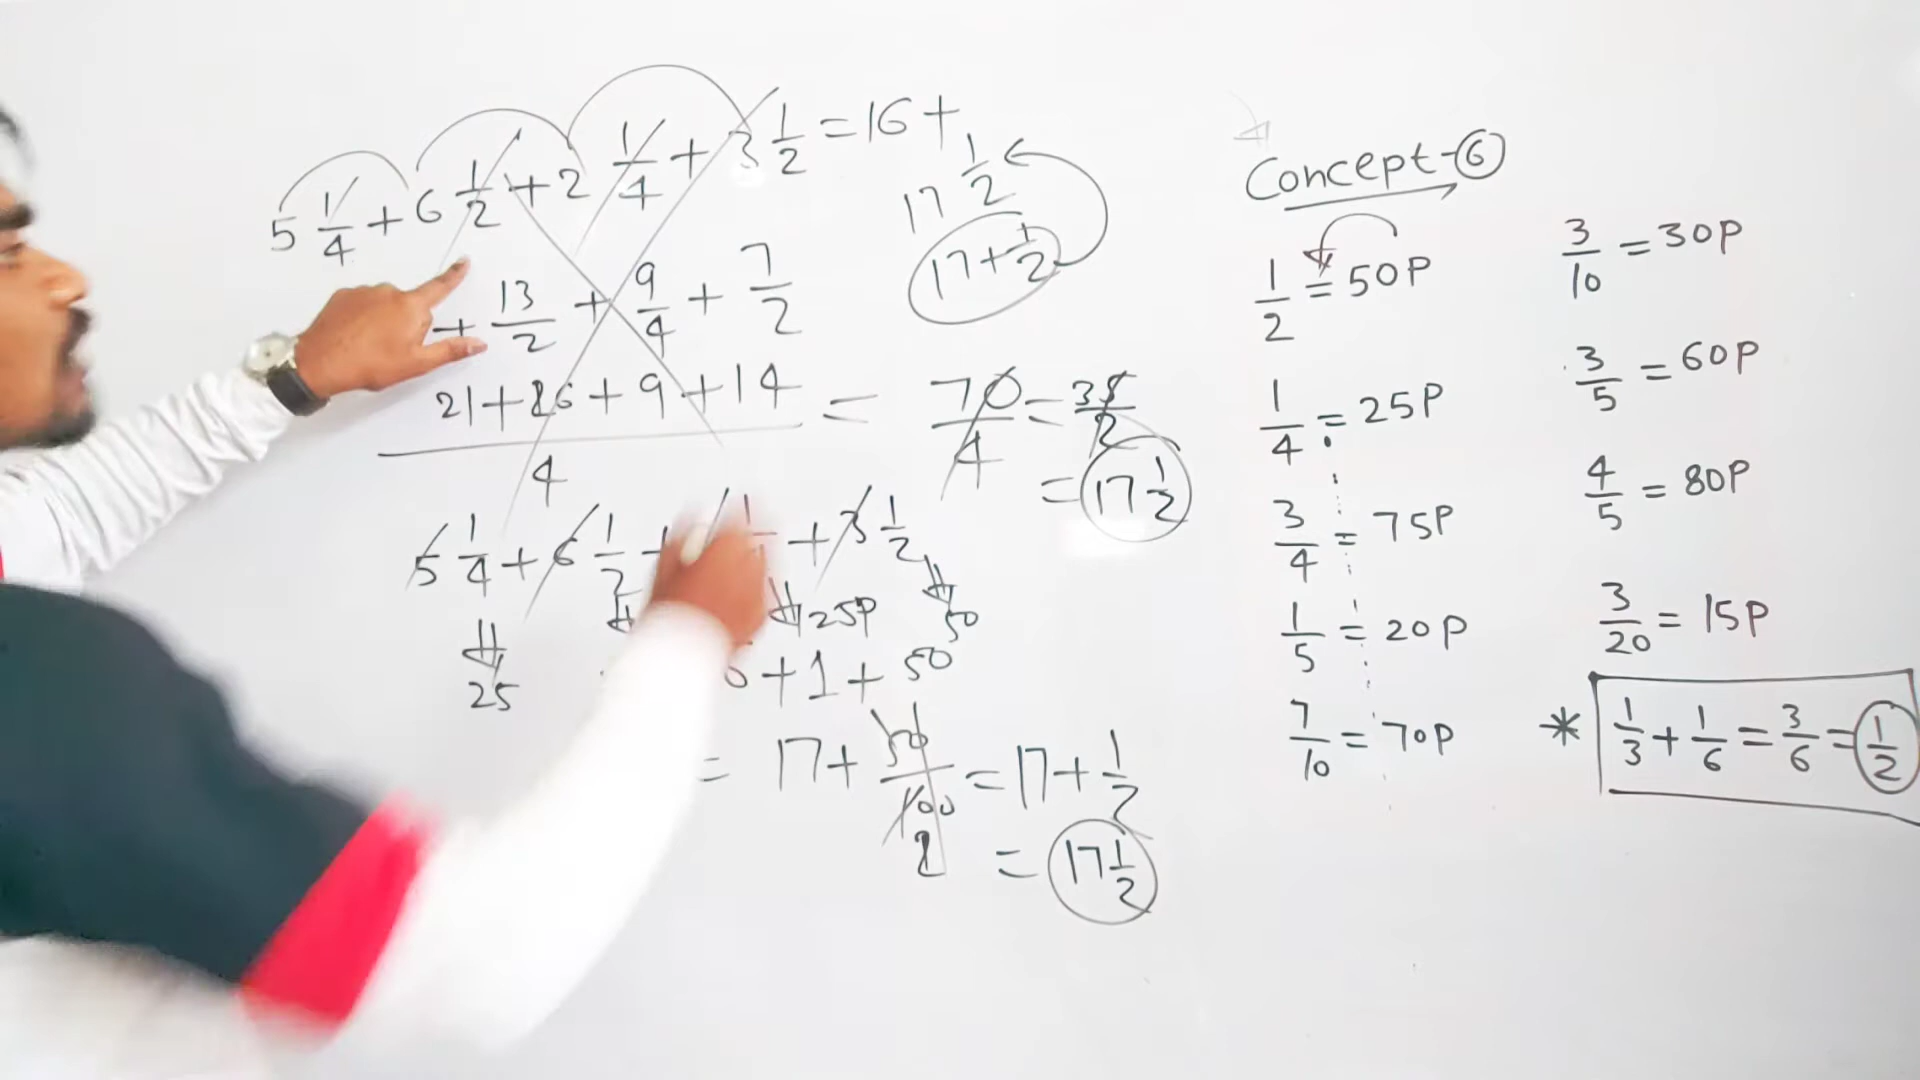 5 1/4 + 6 1/2 + 2 1/4 + 3 1/2 = 16 +
17 1/2
17 + 1/2
+ 13/2 + 9/4 + 7/2
21 + 26 + 9 + 14 / 4 = 70/4 = 35/2
= 17 1/2
5 1/4 + 6 1/2 + 1 + 3 1/2
25 25P 50
+ 1 + 50
= 17 + 50/100 = 17 + 1/2
2
= 17 1/2
Concept-6
1/2 = 50P
1/4 = 25P
3/4 = 75P
1/5 = 20P
7/10 = 70P
3/10 = 30P
3/5 = 60P
4/5 = 80P
3/20 = 15P
* 1/3 + 1/6 = 3/6 = 1/2